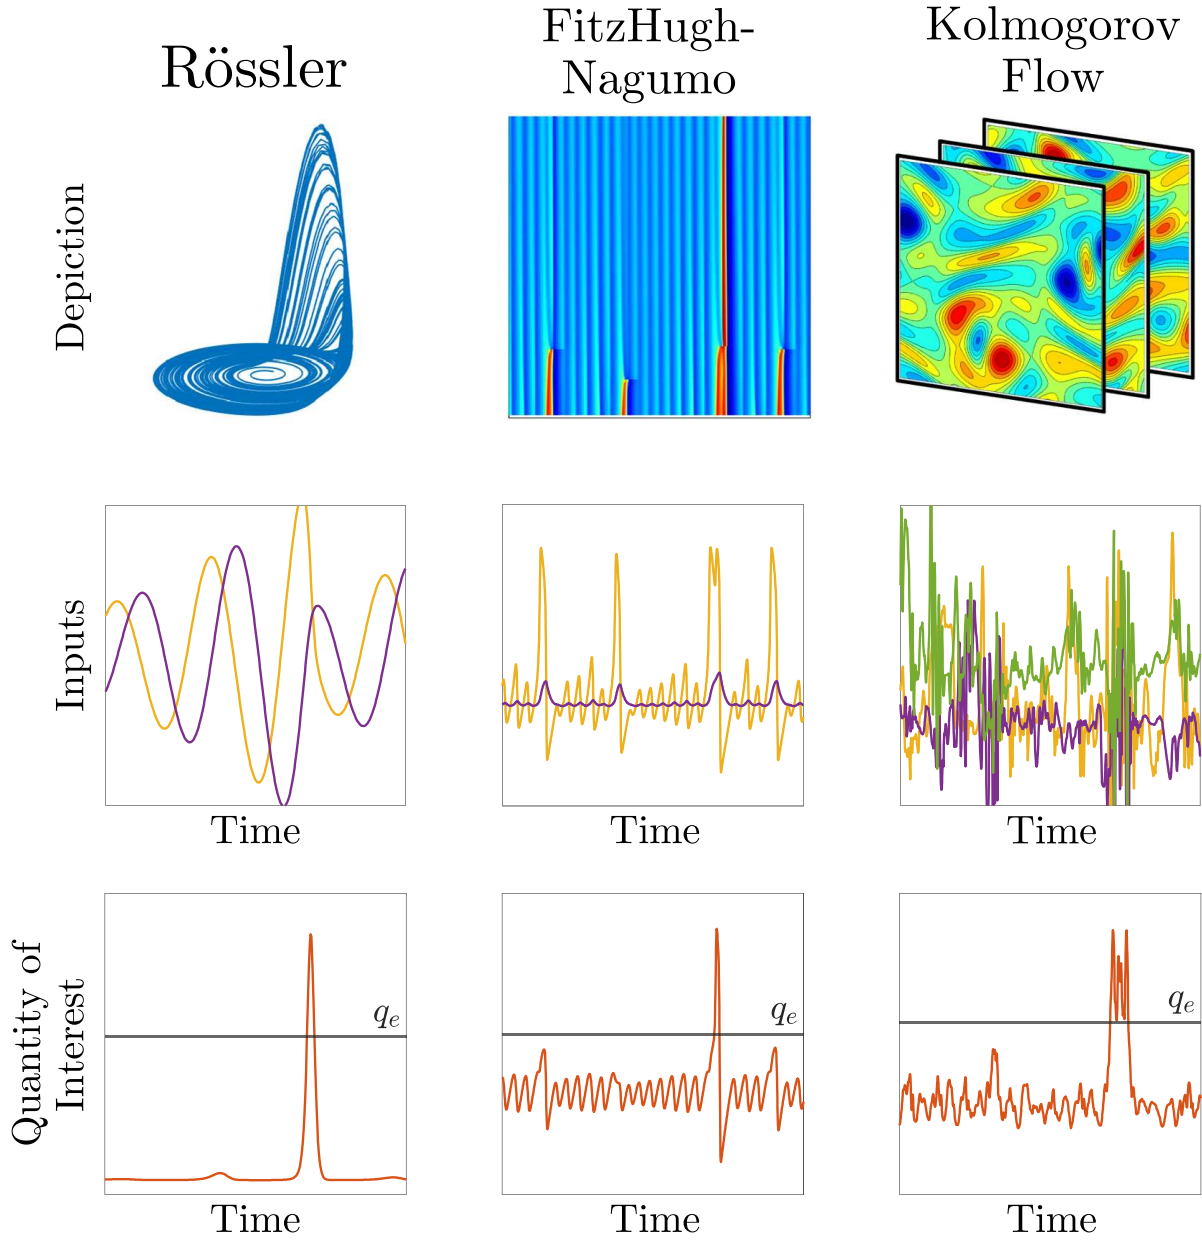 Rössler
FitzHugh-
Nagumo
Kolmogorov
Flow
Depiction
Inputs
Time
Time
Time
Quantity of
Interest
q_e
q_e
q_e
Time
Time
Time